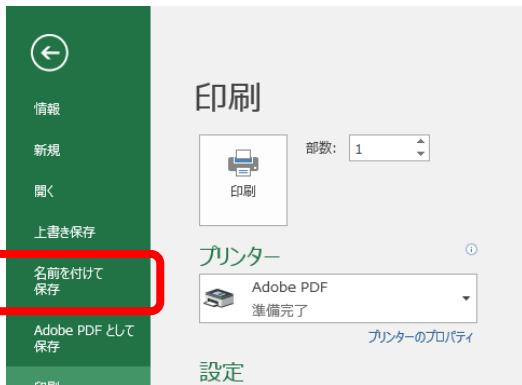 情報
新規
開く
上書き保存
名前を付けて
保存
Adobe PDF として
保存
印刷
印刷
部数: 1
印刷
プリンター
Adobe PDF
準備完了
プリンターのプロパティ
設定